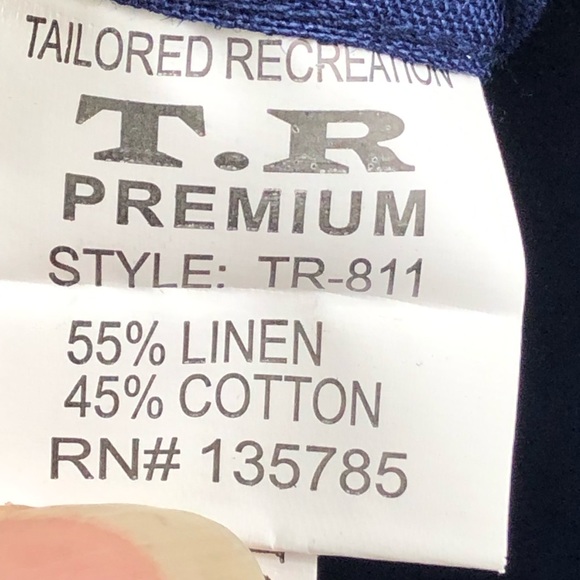 TAILORED RECREATION
T.R
PREMIUM
STYLE: TR-811
55% LINEN
45% COTTON
RN# 135785